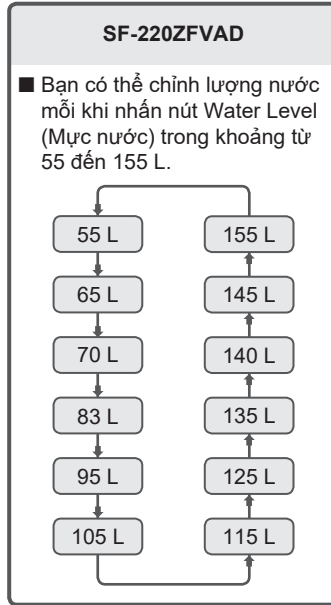 SF-220ZFVAD
■ Bạn có thể chỉnh lượng nước
mỗi khi nhấn nút Water Level
(Mực nước) trong khoảng từ
55 đến 155 L.
55 L
65 L
70 L
83 L
95 L
105 L
115 L
125 L
135 L
140 L
145 L
155 L